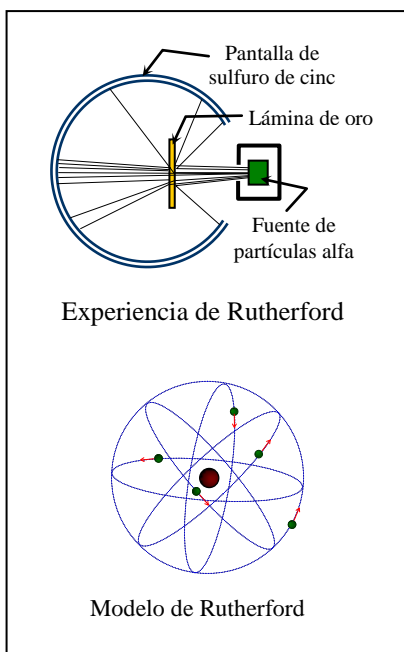 Pantalla de
sulfuro de cinc
Lámina de oro
Fuente de
partículas alfa
Experiencia de Rutherford
Modelo de Rutherford